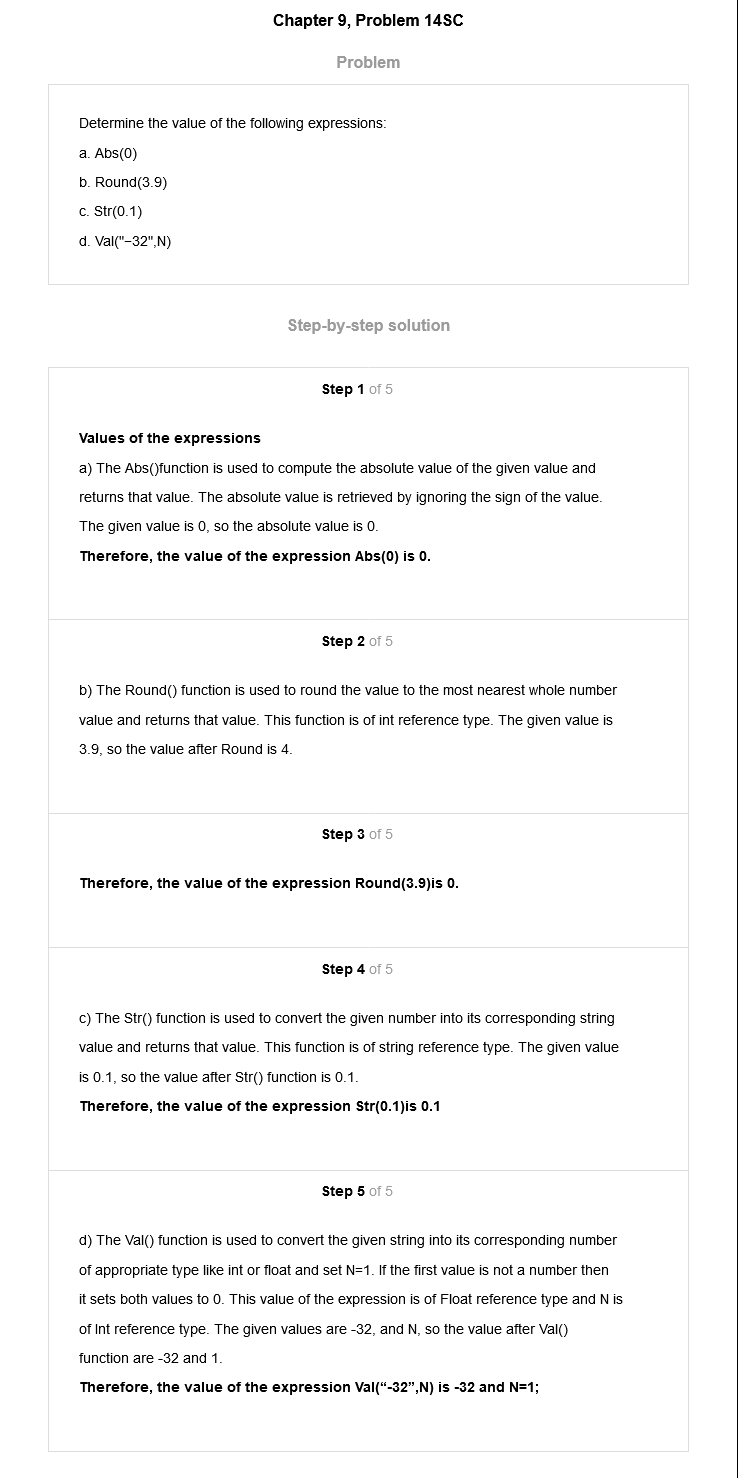 Chapter 9, Problem 14SC
Problem
Determine the value of the following expressions:
a. Abs(0)
b. Round(3.9)
c. Str(0.1)
d. Val("−32",N)
Step-by-step solution
Step 1 of 5
Values of the expressions
a) The Abs()function is used to compute the absolute value of the given value and
returns that value. The absolute value is retrieved by ignoring the sign of the value.
The given value is 0, so the absolute value is 0.
Therefore, the value of the expression Abs(0) is 0.
Step 2 of 5
b) The Round() function is used to round the value to the most nearest whole number
value and returns that value. This function is of int reference type. The given value is
3.9, so the value after Round is 4.
Step 3 of 5
Therefore, the value of the expression Round(3.9)is 0.
Step 4 of 5
c) The Str() function is used to convert the given number into its corresponding string
value and returns that value. This function is of string reference type. The given value
is 0.1, so the value after Str() function is 0.1.
Therefore, the value of the expression Str(0.1)is 0.1
Step 5 of 5
d) The Val() function is used to convert the given string into its corresponding number
of appropriate type like int or float and set N=1. If the first value is not a number then
it sets both values to 0. This value of the expression is of Float reference type and N is
of Int reference type. The given values are -32, and N, so the value after Val()
function are -32 and 1.
Therefore, the value of the expression Val(“-32”,N) is -32 and N=1;